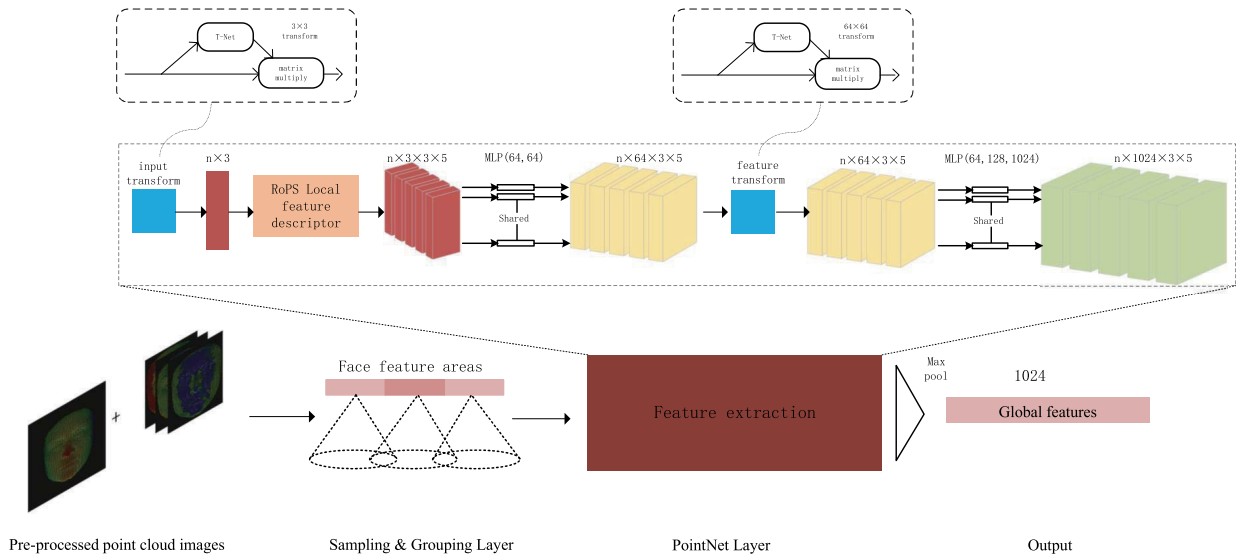 T-Net
3×3
transform
matrix
multiply
T-Net
64×64
transform
matrix
multiply
input
transform
n×3
RoPS Local
feature
descriptor
n×3×3×5
MLP(64,64)
Shared
n×64×3×5
feature
transform
n×64×3×5
MLP(64,128,1024)
Shared
n×1024×3×5
+
Face feature areas
Feature extraction
Max
pool
1024
Global features
Pre-processed point cloud images
Sampling & Grouping Layer
PointNet Layer
Output